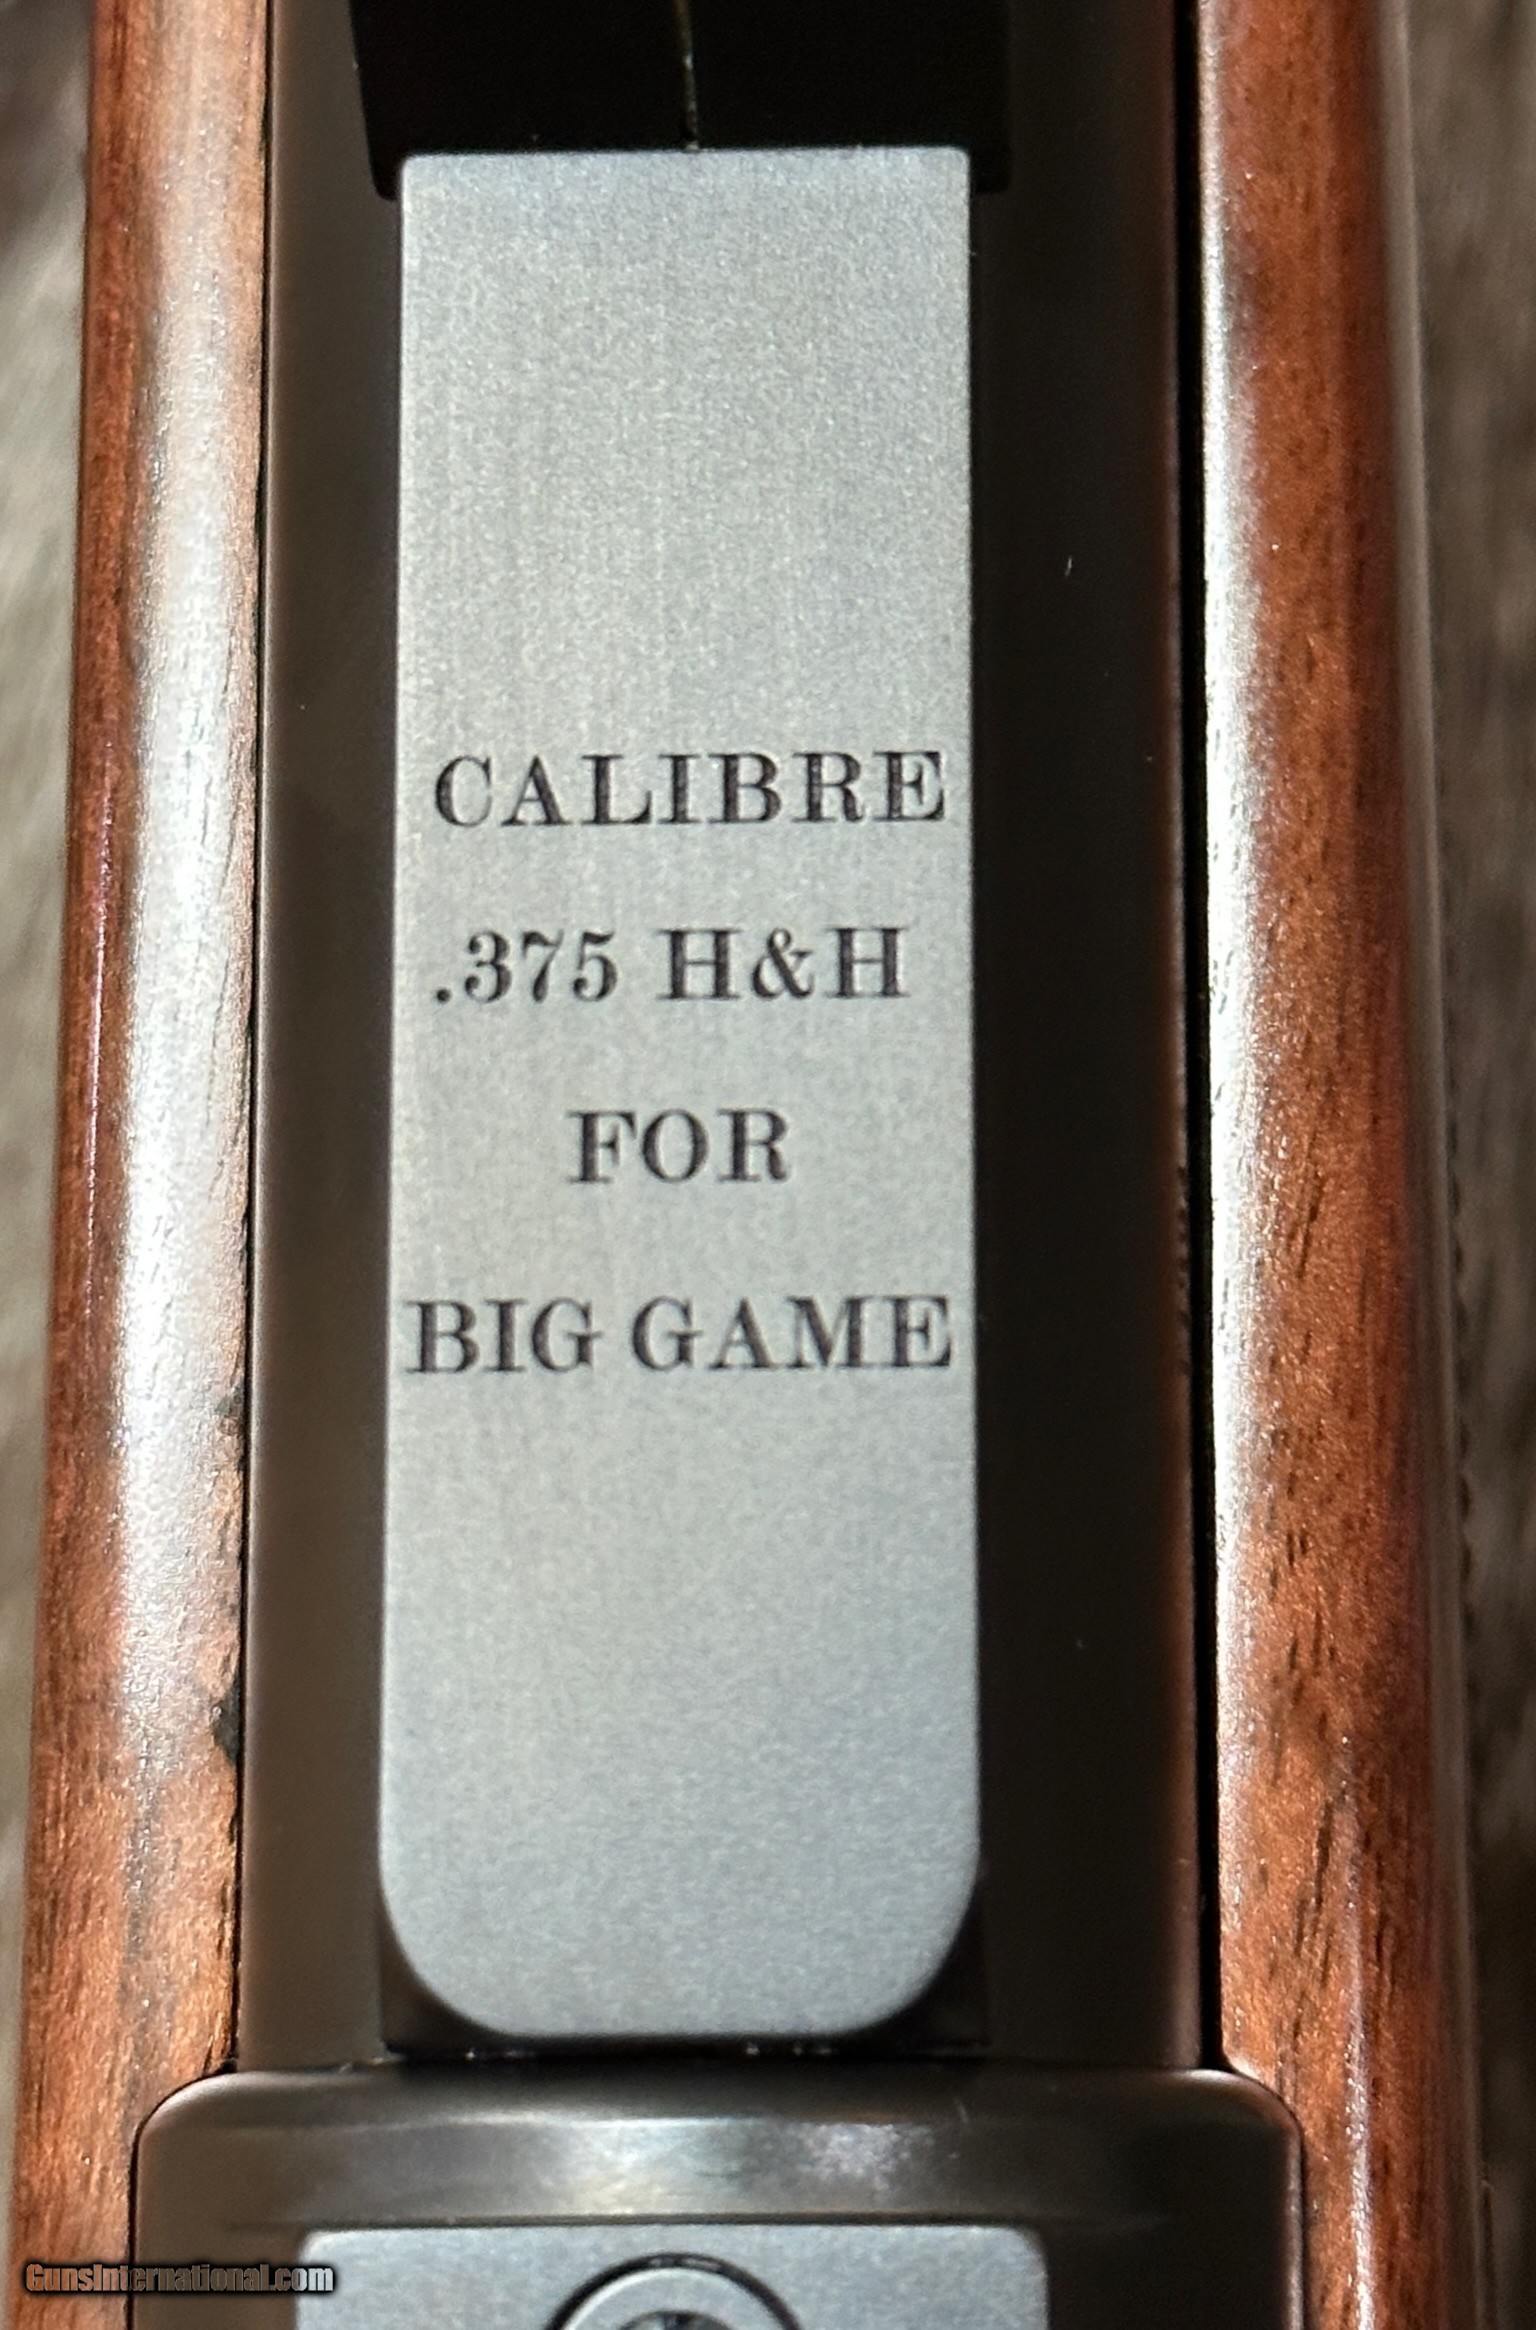 CALIBRE
.375 H&H
FOR
BIG GAME
GunsInternational.com